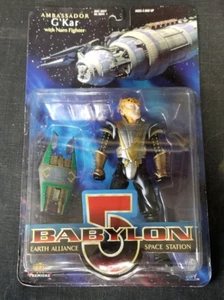 AMBASSADOR
G'Kar
with Narn Fighter
BABYLON
5
EARTH ALLIANCE
SPACE STATION